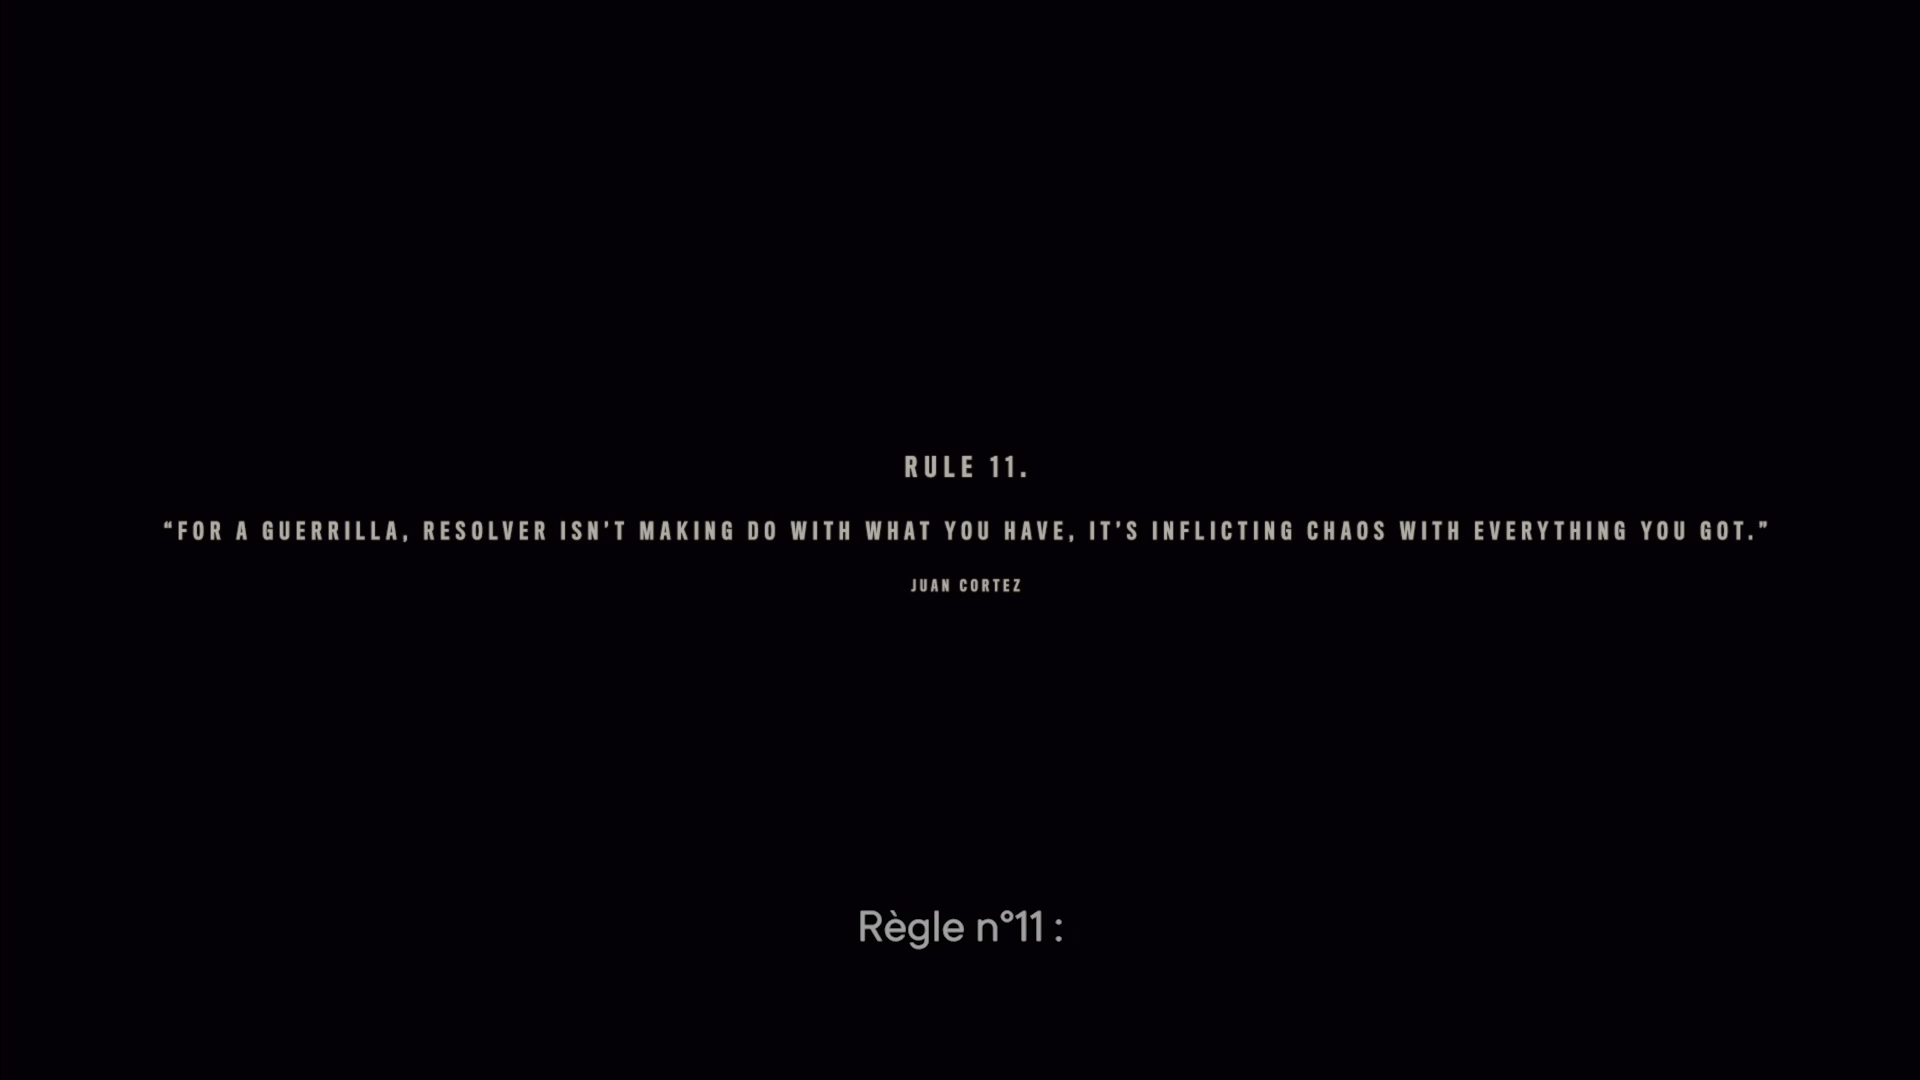 RULE 11.
“FOR A GUERRILLA, RESOLVER ISN’T MAKING DO WITH WHAT YOU HAVE, IT’S INFLICTING CHAOS WITH EVERYTHING YOU GOT.”
JUAN CORTEZ
Règle n°11 :